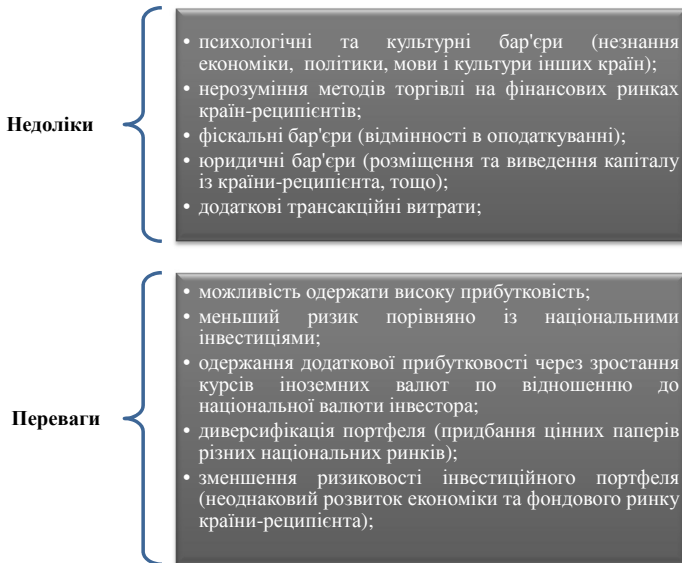 Недоліки
• психологічні та культурні бар'єри (незнання
економіки, політики, мови і культури інших країн);
• нерозуміння методів торгівлі на фінансових ринках
країн-реципієнтів;
• фіскальні бар'єри (відмінності в оподаткуванні);
• юридичні бар'єри (розміщення та виведення капіталу
із країни-реципієнта, тощо);
• додаткові трансакційні витрати;
Переваги
• можливість одержати високу прибутковість;
• меньший ризик порівняно із національними
інвестиціями;
• одержання додаткової прибутковості через зростання
курсів іноземних валют по відношенню до
національної валюти інвестора;
• диверсифікація портфеля (придбання цінних паперів
різних національних ринків);
• зменшення ризиковості інвестиційного портфеля
(неоднаковий розвиток економіки та фондового ринку
країни-реципієнта);